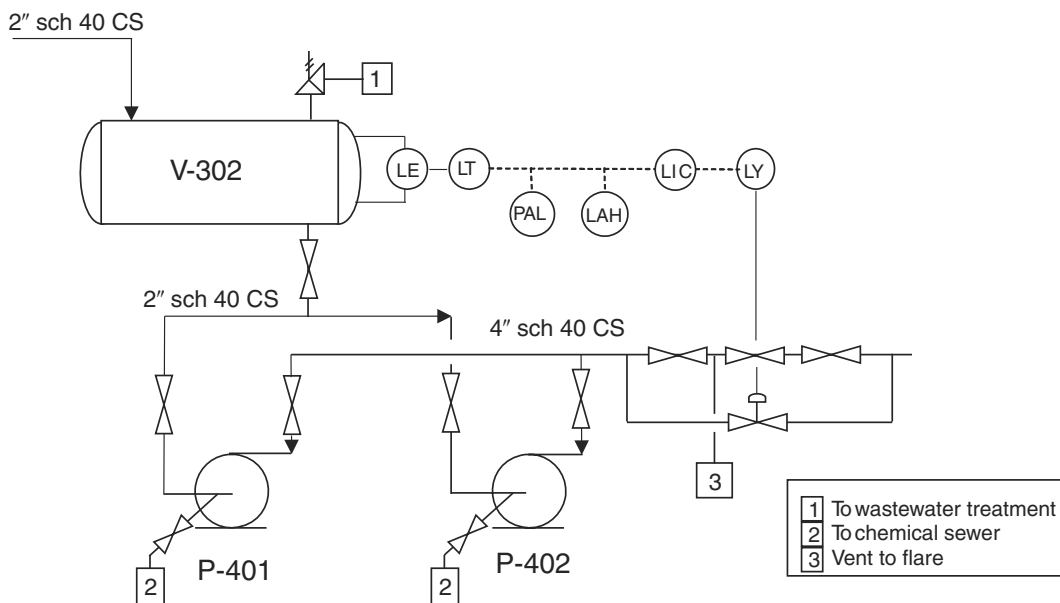 2″ sch 40 CS
1
V-302
LE
LT
LIC
LY
PAL
LAH
2″ sch 40 CS
4″ sch 40 CS
3
P-401
P-402
2
2
1 To wastewater treatment
2 To chemical sewer
3 Vent to flare